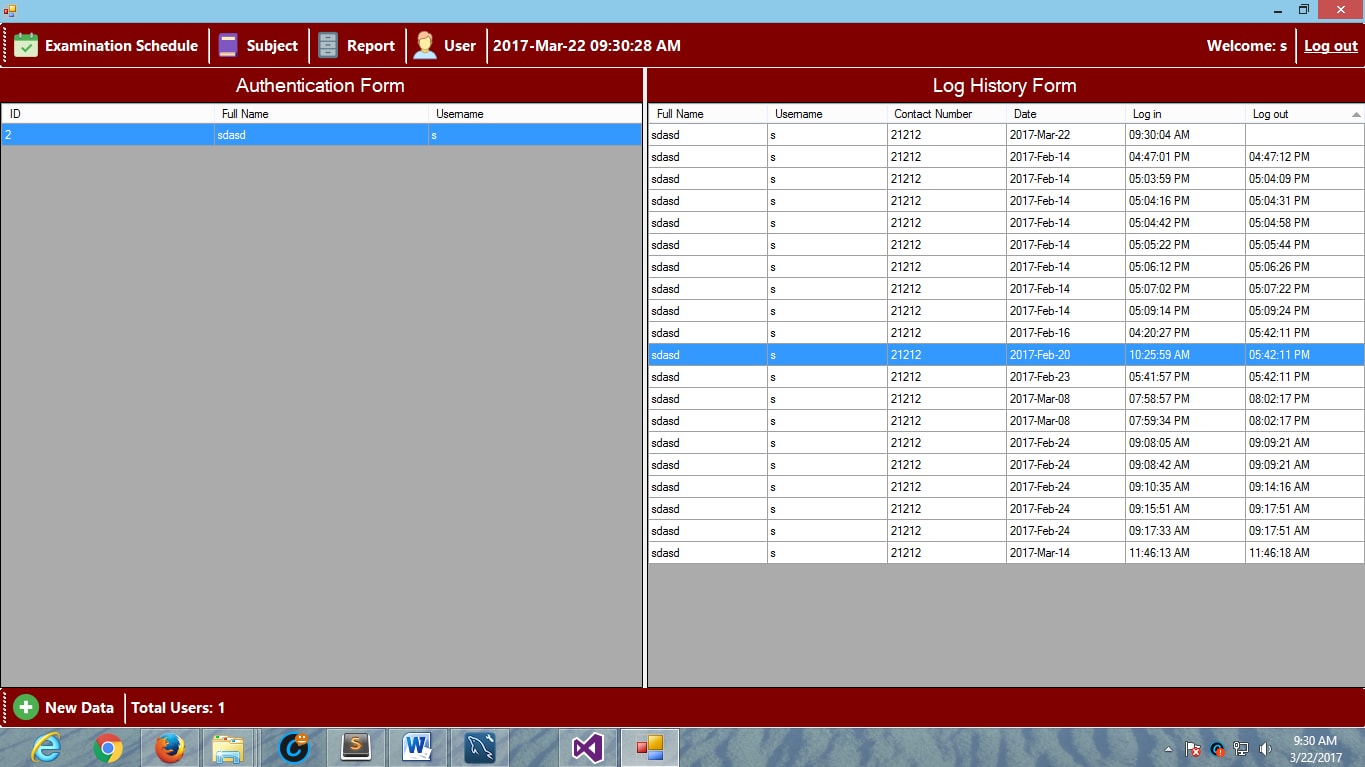 Examination Schedule Subject Report User 2017-Mar-22 09:30:28 AM Welcome: s Log out
Authentication Form
ID Full Name Username
2 sdasd s
Log History Form
Full Name Username Contact Number Date Log in Log out
sdasd s 21212 2017-Mar-22 09:30:04 AM
sdasd s 21212 2017-Feb-14 04:47:01 PM 04:47:12 PM
sdasd s 21212 2017-Feb-14 05:03:59 PM 05:04:09 PM
sdasd s 21212 2017-Feb-14 05:04:16 PM 05:04:31 PM
sdasd s 21212 2017-Feb-14 05:04:42 PM 05:04:58 PM
sdasd s 21212 2017-Feb-14 05:05:22 PM 05:05:44 PM
sdasd s 21212 2017-Feb-14 05:06:12 PM 05:06:26 PM
sdasd s 21212 2017-Feb-14 05:07:02 PM 05:07:22 PM
sdasd s 21212 2017-Feb-14 05:09:14 PM 05:09:24 PM
sdasd s 21212 2017-Feb-16 04:20:27 PM 05:42:11 PM
sdasd s 21212 2017-Feb-20 10:25:59 AM 05:42:11 PM
sdasd s 21212 2017-Feb-23 05:41:57 PM 05:42:11 PM
sdasd s 21212 2017-Mar-08 07:58:57 PM 08:02:17 PM
sdasd s 21212 2017-Mar-08 07:59:34 PM 08:02:17 PM
sdasd s 21212 2017-Feb-24 09:08:05 AM 09:09:21 AM
sdasd s 21212 2017-Feb-24 09:08:42 AM 09:09:21 AM
sdasd s 21212 2017-Feb-24 09:10:35 AM 09:14:16 AM
sdasd s 21212 2017-Feb-24 09:15:51 AM 09:17:51 AM
sdasd s 21212 2017-Feb-24 09:17:33 AM 09:17:51 AM
sdasd s 21212 2017-Mar-14 11:46:13 AM 11:46:18 AM
New Data Total Users: 1
9:30 AM
3/22/2017